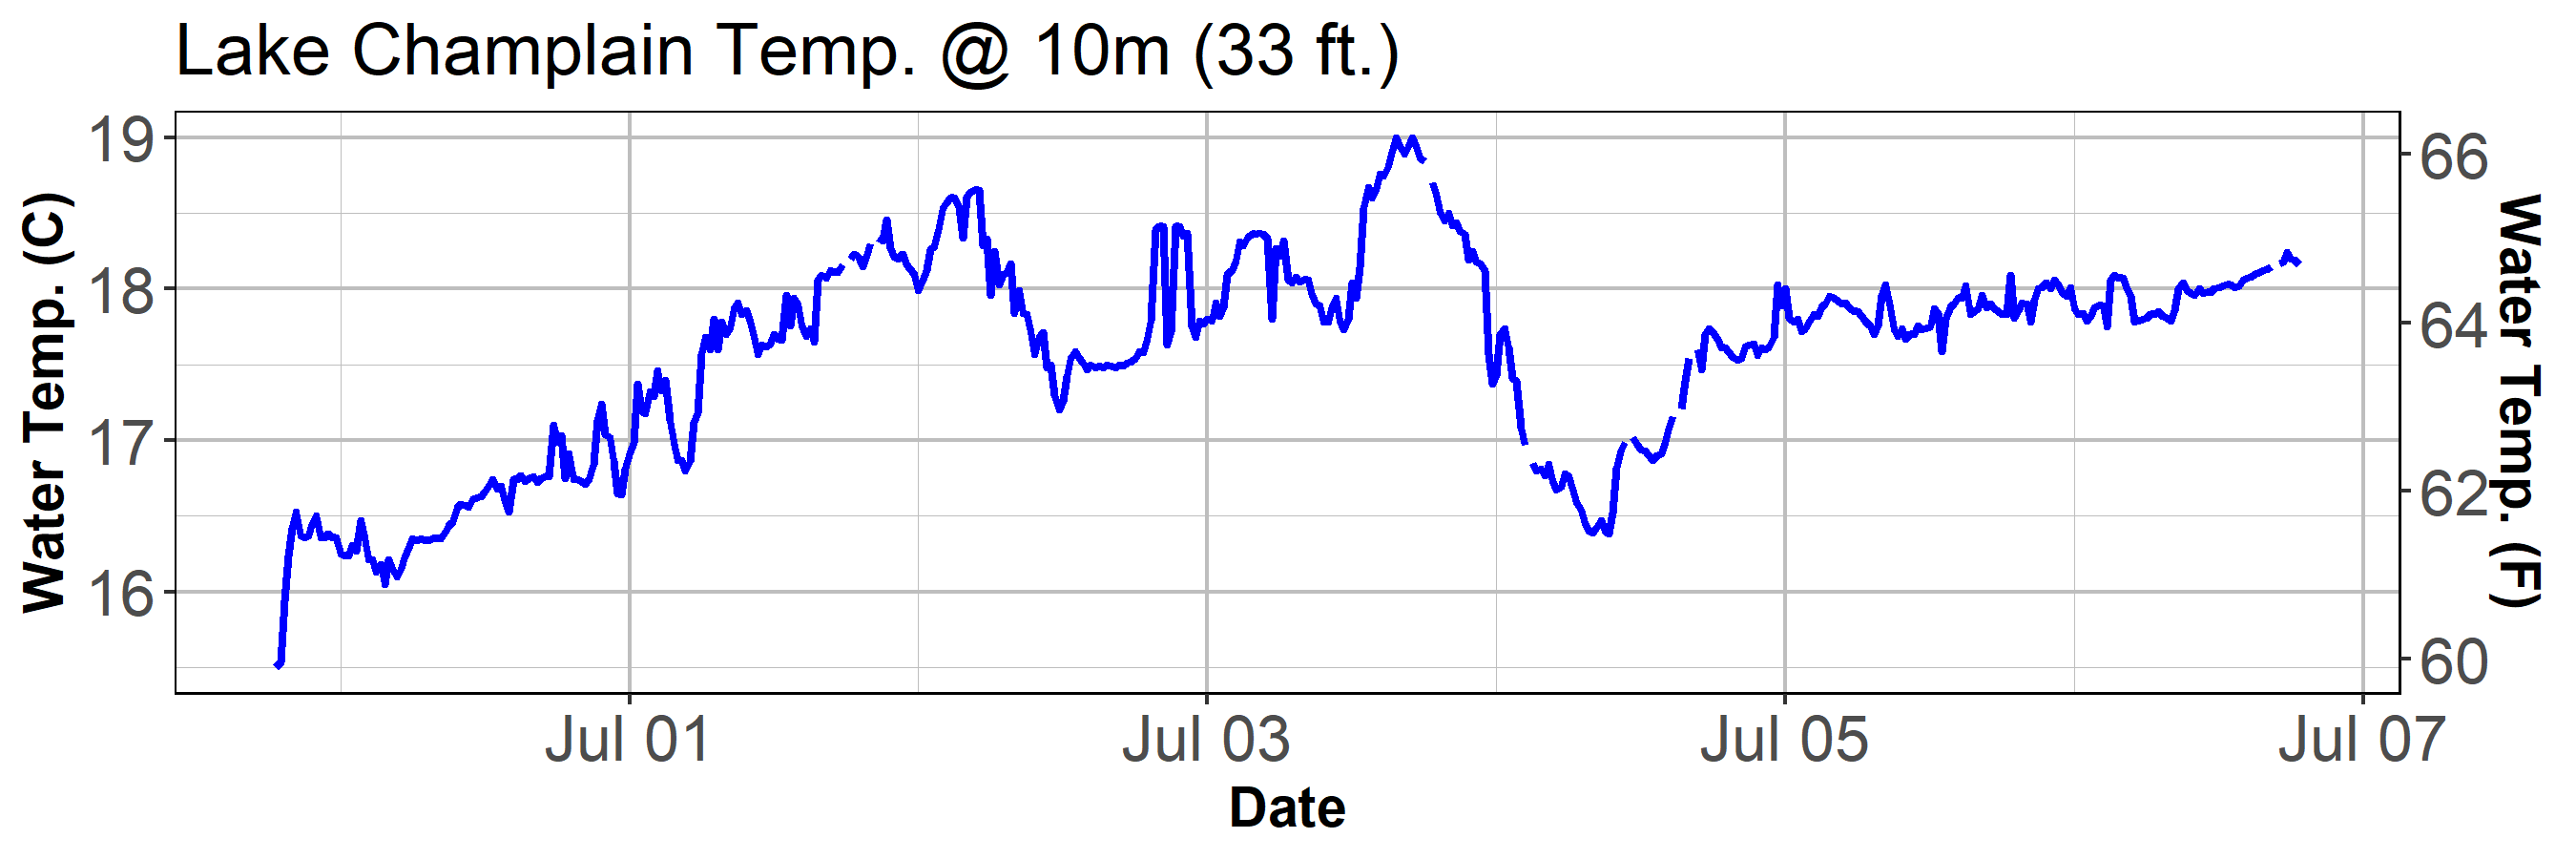 Lake Champlain Temp. @ 10m (33 ft.)
Water Temp. (C)
19
18
17
16
66
64
62
60
Water Temp. (F)
Jul 01 Jul 03 Jul 05 Jul 07
Date